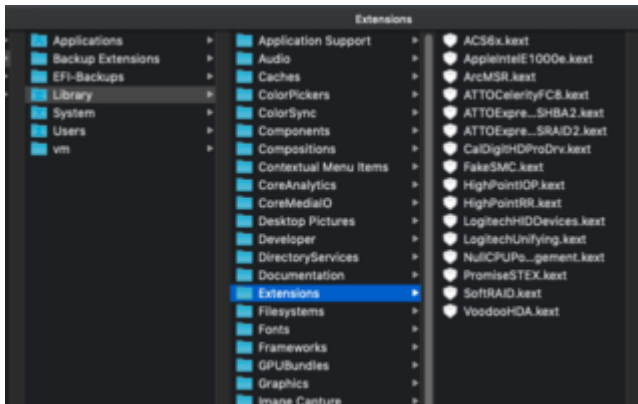 Extensions
Applications
Backup Extensions
EFI-Backups
Library
System
Users
vm
Application Support
Audio
Caches
ColorPickers
ColorSync
Components
Compositions
Contextual Menu Items
CoreAnalytics
CoreMediaIO
Desktop Pictures
Developer
DirectoryServices
Documentation
Extensions
Filesystems
Fonts
Frameworks
GPUBundles
Graphics
Image Capture
ACS6x.kext
AppleIntelE1000e.kext
ArcMSR.kext
ATTOCelerityFC8.kext
ATTOExpre...SHBA2.kext
ATTOExpre...SRAID2.kext
CalDigitHDProDrv.kext
FakeSMC.kext
HighPointIOP.kext
HighPointRR.kext
LogitechHIDDevices.kext
LogitechUnifying.kext
NullCPUPo...gement.kext
PromiseSTEX.kext
SoftRAID.kext
VoodooHDA.kext